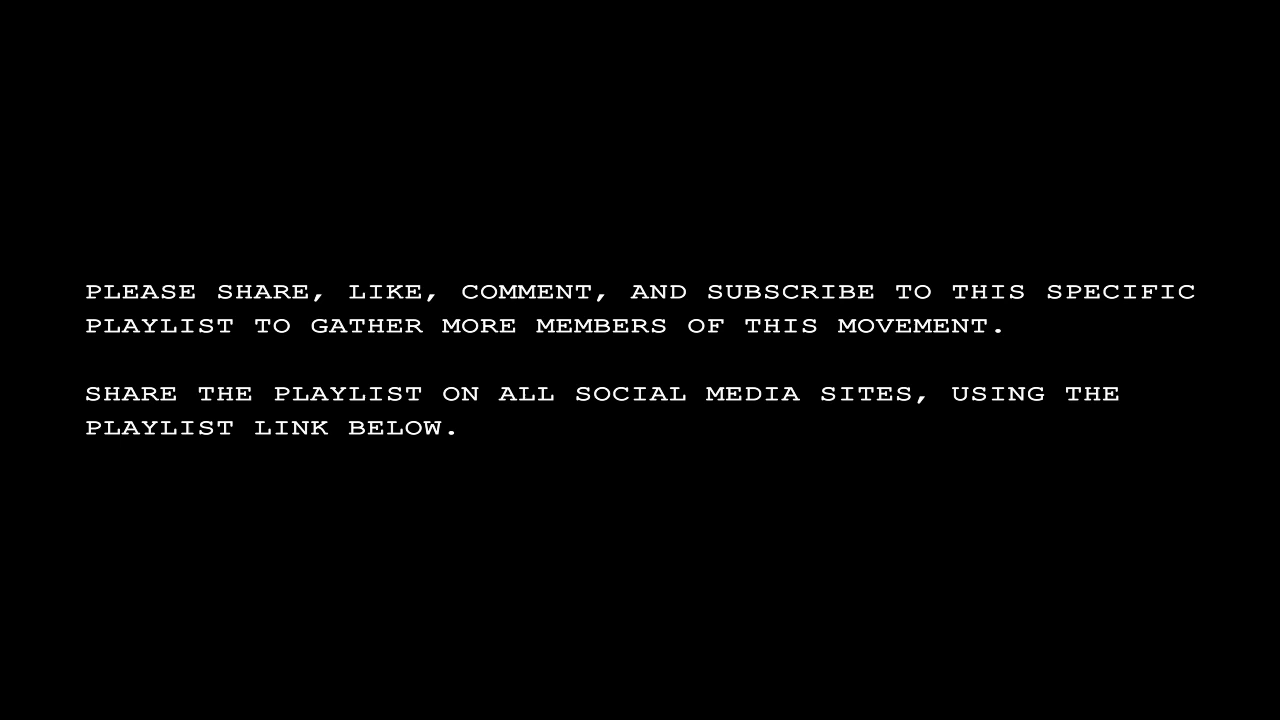 PLEASE SHARE, LIKE, COMMENT, AND SUBSCRIBE TO THIS SPECIFIC
PLAYLIST TO GATHER MORE MEMBERS OF THIS MOVEMENT.
SHARE THE PLAYLIST ON ALL SOCIAL MEDIA SITES, USING THE
PLAYLIST LINK BELOW.